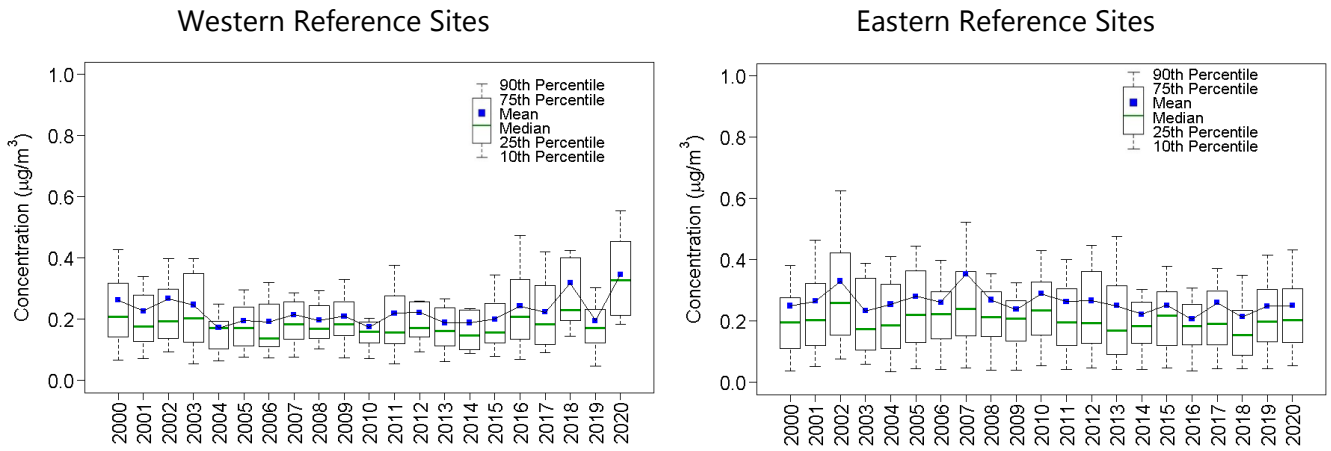 Western Reference Sites
Concentration (μg/m³)
1.0
0.8
0.6
0.4
0.2
0.0
90th Percentile
75th Percentile
Mean
Median
25th Percentile
10th Percentile
2000 2001 2002 2003 2004 2005 2006 2007 2008 2009 2010 2011 2012 2013 2014 2015 2016 2017 2018 2019 2020
Eastern Reference Sites
Concentration (μg/m³)
1.0
0.8
0.6
0.4
0.2
0.0
90th Percentile
75th Percentile
Mean
Median
25th Percentile
10th Percentile
2000 2001 2002 2003 2004 2005 2006 2007 2008 2009 2010 2011 2012 2013 2014 2015 2016 2017 2018 2019 2020